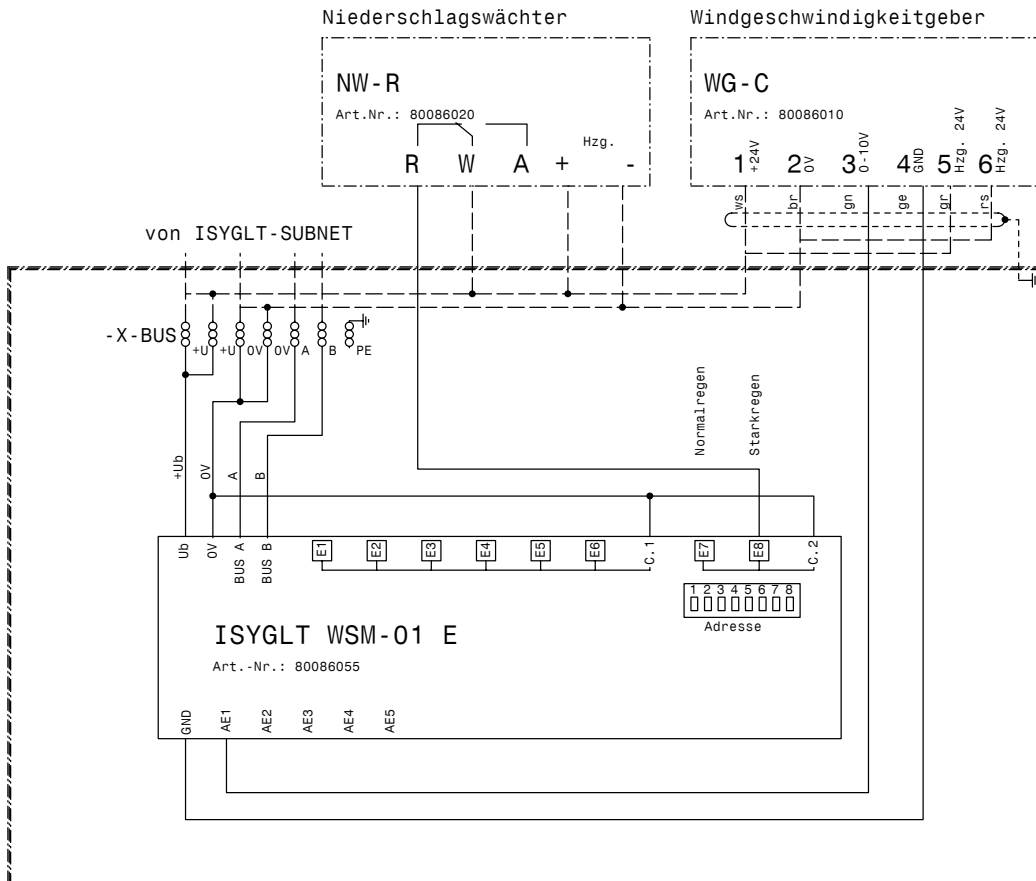 Niederschlagswächter
Windgeschwindigkeitgeber
NW-R
Art.Nr.: 80086020
Hzg.
R W A + -
WG-C
Art.Nr.: 80086010
1 +24V 2 0V 3 0-10V 4 GND 5 Hzg. 24V 6 Hzg. 24V
ws br gn ge gr rs
von ISYGLT-SUBNET
-X-BUS
+U +U 0V 0V A B PE
Normalregen
Starkregen
+Ub 0V A B
Ub 0V BUS A BUS B E1 E2 E3 E4 E5 E6 C.1 E7 E8 C.2
1 2 3 4 5 6 7 8
Adresse
ISYGLT WSM-01 E
Art.-Nr.: 80086055
GND AE1 AE2 AE3 AE4 AE5